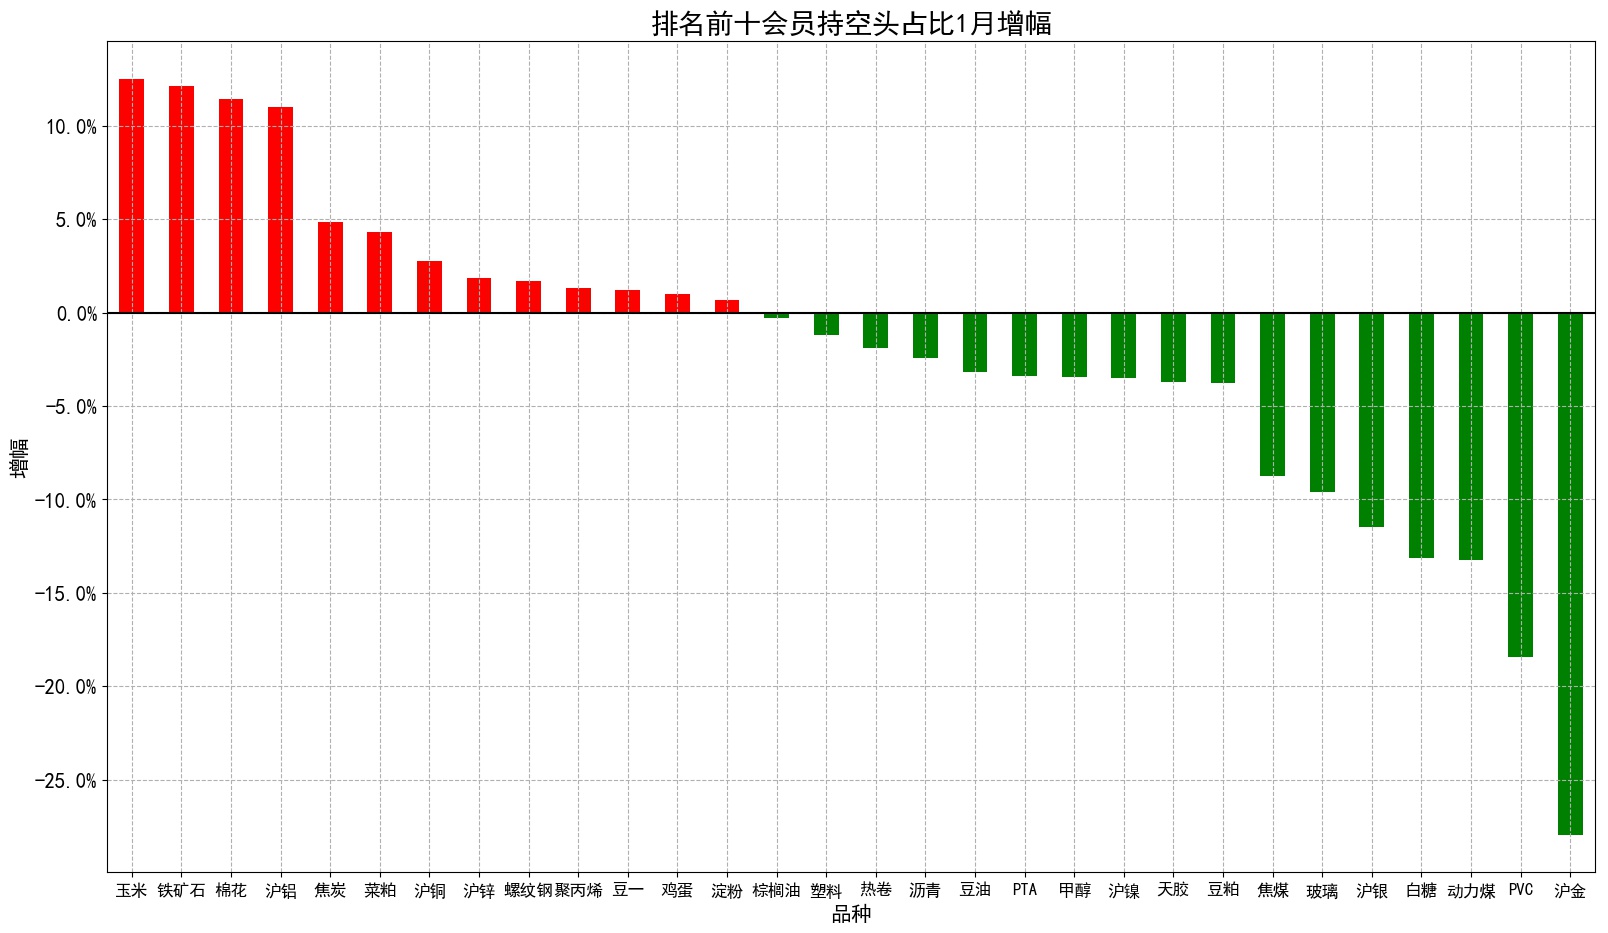 排名前十会员持空头占比1月增幅
10.0%
5.0%
0.0%
-5.0%
-10.0%
-15.0%
-20.0%
-25.0%
增幅
玉米 铁矿石 棉花 沪铝 焦炭 菜粕 沪铜 沪锌 螺纹钢 聚丙烯 豆一 鸡蛋 淀粉 棕榈油 塑料 热卷 沥青 豆油 PTA 甲醇 沪镍 天胶 豆粕 焦煤 玻璃 沪银 白糖 动力煤 PVC 沪金
品种